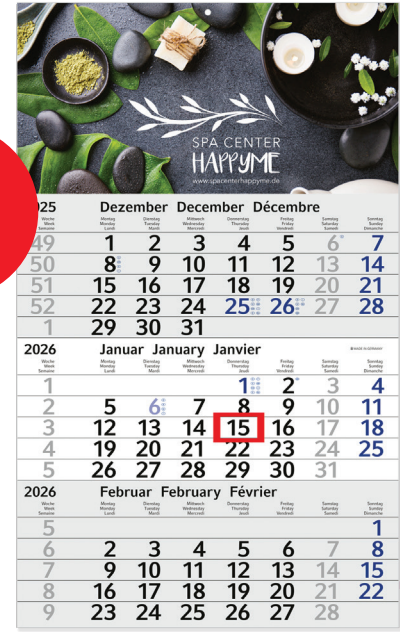 SPA CENTER
HAPPYME
www.spacenterhappyme.de
25 Dezember December Décembre
Woche Montag Dienstag Mittwoch Donnerstag Freitag Samstag Sonntag
Week Monday Tuesday Wednesday Thursday Friday Saturday Sunday
Semaine Lundi Mardi Mercredi Jeudi Vendredi Samedi Dimanche
49 1 2 3 4 5 6 7
50 8 9 10 11 12 13 14
51 15 16 17 18 19 20 21
52 22 23 24 25 26 27 28
1 29 30 31
2026 Januar January Janvier
MADE IN GERMANY
Woche Montag Dienstag Mittwoch Donnerstag Freitag Samstag Sonntag
Week Monday Tuesday Wednesday Thursday Friday Saturday Sunday
Semaine Lundi Mardi Mercredi Jeudi Vendredi Samedi Dimanche
1 1 2 3 4
2 5 6 7 8 9 10 11
3 12 13 14 15 16 17 18
4 19 20 21 22 23 24 25
5 26 27 28 29 30 31
2026 Februar February Février
Woche Montag Dienstag Mittwoch Donnerstag Freitag Samstag Sonntag
Week Monday Tuesday Wednesday Thursday Friday Saturday Sunday
Semaine Lundi Mardi Mercredi Jeudi Vendredi Samedi Dimanche
5 1
6 2 3 4 5 6 7 8
7 9 10 11 12 13 14 15
8 16 17 18 19 20 21 22
9 23 24 25 26 27 28